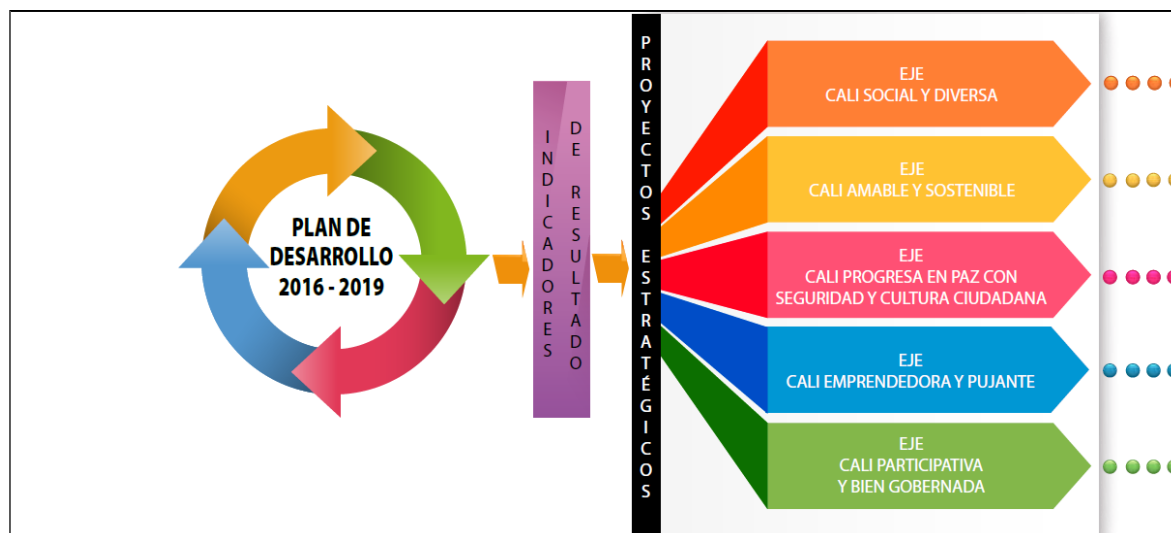 PLAN DE
DESARROLLO
2016 - 2019
INDICADORES
DE RESULTADO
PROYECTOS ESTRATÉGICOS
EJE
CALI SOCIAL Y DIVERSA
EJE
CALI AMABLE Y SOSTENIBLE
EJE
CALI PROGRESA EN PAZ CON
SEGURIDAD Y CULTURA CIUDADANA
EJE
CALI EMPRENDEDORA Y PUJANTE
EJE
CALI PARTICIPATIVA
Y BIEN GOBERNADA